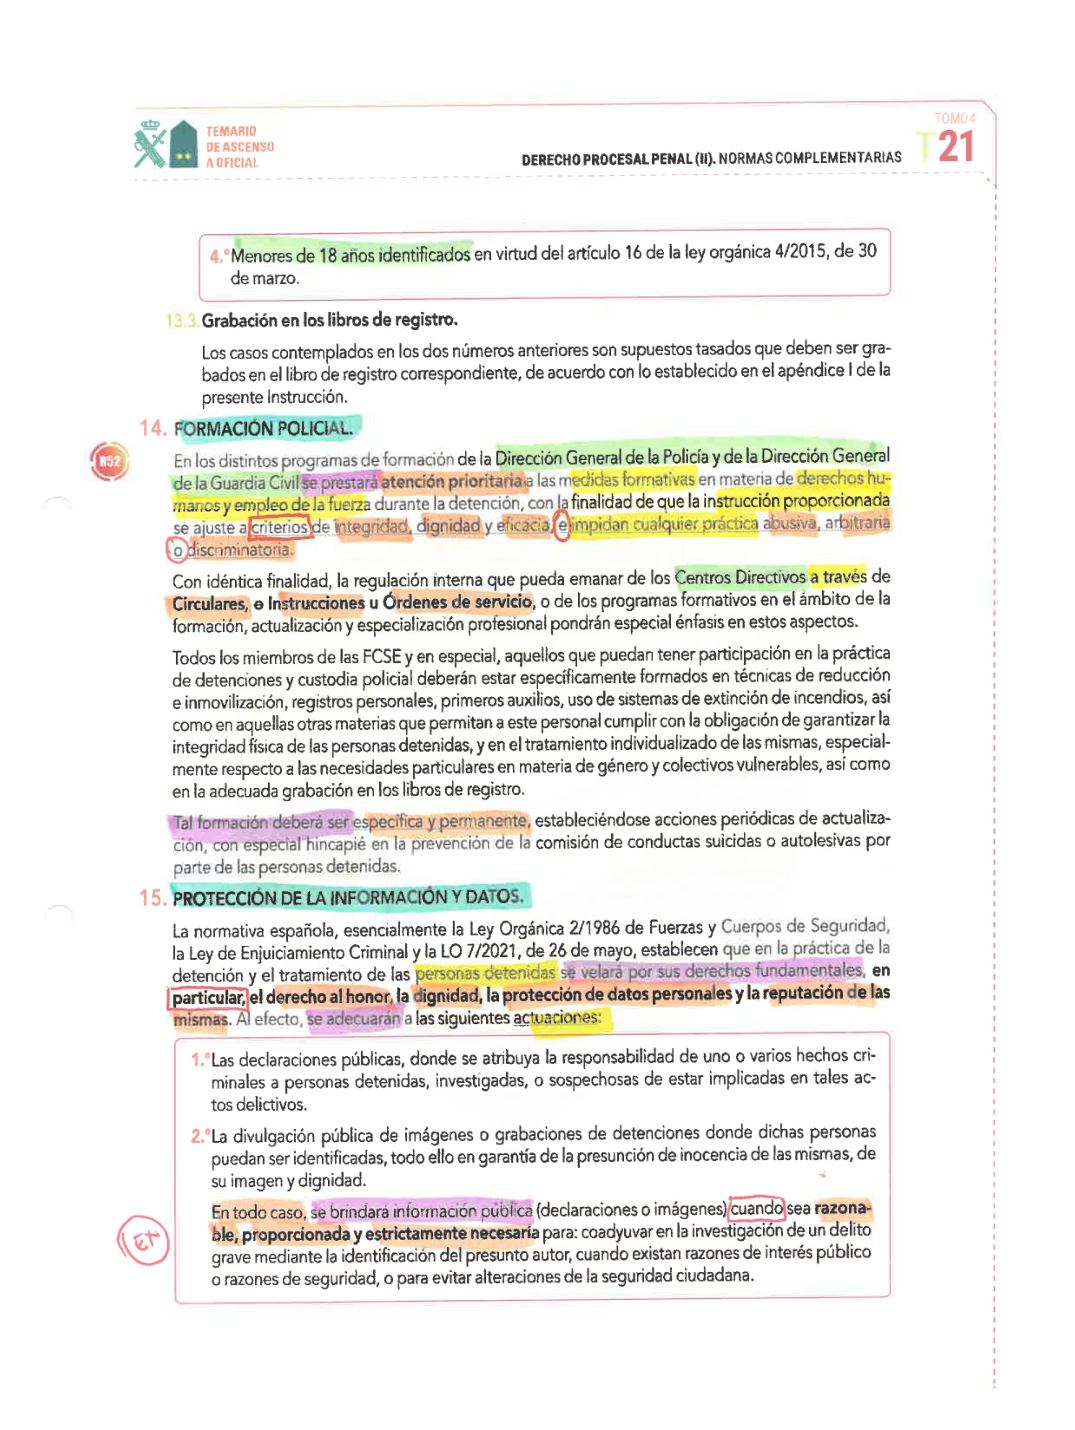 TOMO 4
TEMARIO
DE ASCENSO
A OFICIAL
DERECHO PROCESAL PENAL (II). NORMAS COMPLEMENTARIAS
T21
4.º Menores de 18 años identificados en virtud del artículo 16 de la ley orgánica 4/2015, de 30
de marzo.
13.3. Grabación en los libros de registro.
Los casos contemplados en los dos números anteriores son supuestos tasados que deben ser gra-
bados en el libro de registro correspondiente, de acuerdo con lo establecido en el apéndice I de la
presente Instrucción.
14. FORMACIÓN POLICIAL.
R52
En los distintos programas de formación de la Dirección General de la Policía y de la Dirección General
de la Guardia Civil se prestará atención prioritaria a las medidas formativas en materia de derechos hu-
manos y empleo de la fuerza durante la detención, con la finalidad de que la instrucción proporcionada
se ajuste a criterios de integridad, dignidad y eficacia, e impidan cualquier práctica abusiva, arbitraria
o discriminatoria.
Con idéntica finalidad, la regulación interna que pueda emanar de los Centros Directivos a través de
Circulares, e Instrucciones u Órdenes de servicio, o de los programas formativos en el ámbito de la
formación, actualización y especialización profesional pondrán especial énfasis en estos aspectos.
Todos los miembros de las FCSE y en especial, aquellos que puedan tener participación en la práctica
de detenciones y custodia policial deberán estar específicamente formados en técnicas de reducción
e inmovilización, registros personales, primeros auxilios, uso de sistemas de extinción de incendios, así
como en aquellas otras materias que permitan a este personal cumplir con la obligación de garantizar la
integridad física de las personas detenidas, y en el tratamiento individualizado de las mismas, especial-
mente respecto a las necesidades particulares en materia de género y colectivos vulnerables, así como
en la adecuada grabación en los libros de registro.
Tal formación deberá ser específica y permanente, estableciéndose acciones periódicas de actualiza-
ción, con especial hincapié en la prevención de la comisión de conductas suicidas o autolesivas por
parte de las personas detenidas.
15. PROTECCIÓN DE LA INFORMACIÓN Y DATOS.
La normativa española, esencialmente la Ley Orgánica 2/1986 de Fuerzas y Cuerpos de Seguridad,
la Ley de Enjuiciamiento Criminal y la LO 7/2021, de 26 de mayo, establecen que en la práctica de la
detención y el tratamiento de las personas detenidas se velará por sus derechos fundamentales, en
particular, el derecho al honor, la dignidad, la protección de datos personales y la reputación de las
mismas. Al efecto, se adecuarán a las siguientes actuaciones:
1.ª Las declaraciones públicas, donde se atribuya la responsabilidad de uno o varios hechos cri-
minales a personas detenidas, investigadas, o sospechosas de estar implicadas en tales ac-
tos delictivos.
2.ª La divulgación pública de imágenes o grabaciones de detenciones donde dichas personas
puedan ser identificadas, todo ello en garantía de la presunción de inocencia de las mismas, de
su imagen y dignidad.
En todo caso, se brindará información pública (declaraciones o imágenes) cuando sea razona-
ble, proporcionada y estrictamente necesaria para: coadyuvar en la investigación de un delito
grave mediante la identificación del presunto autor, cuando existan razones de interés público
o razones de seguridad, o para evitar alteraciones de la seguridad ciudadana.